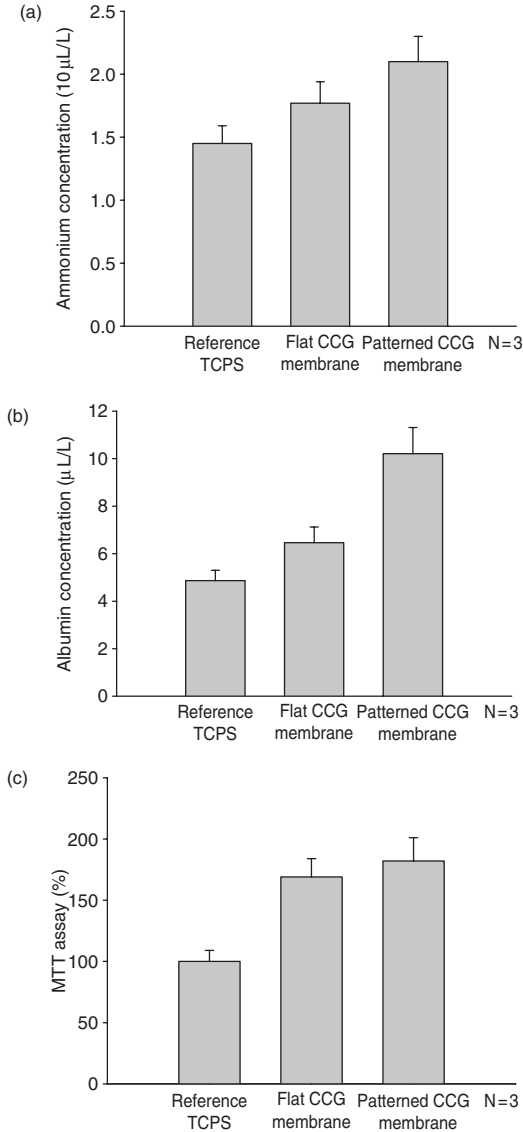 (a)
Ammonium concentration (10 μL/L)
2.5
2.0
1.5
1.0
0.5
0.0
Reference TCPS
Flat CCG membrane
Patterned CCG membrane
N=3
(b)
Albumin concentration (μ L/L)
12
10
8
6
4
2
0
Reference TCPS
Flat CCG membrane
Patterned CCG membrane
N=3
(c)
MTT assay (%)
250
200
150
100
50
0
Reference TCPS
Flat CCG membrane
Patterned CCG membrane
N=3